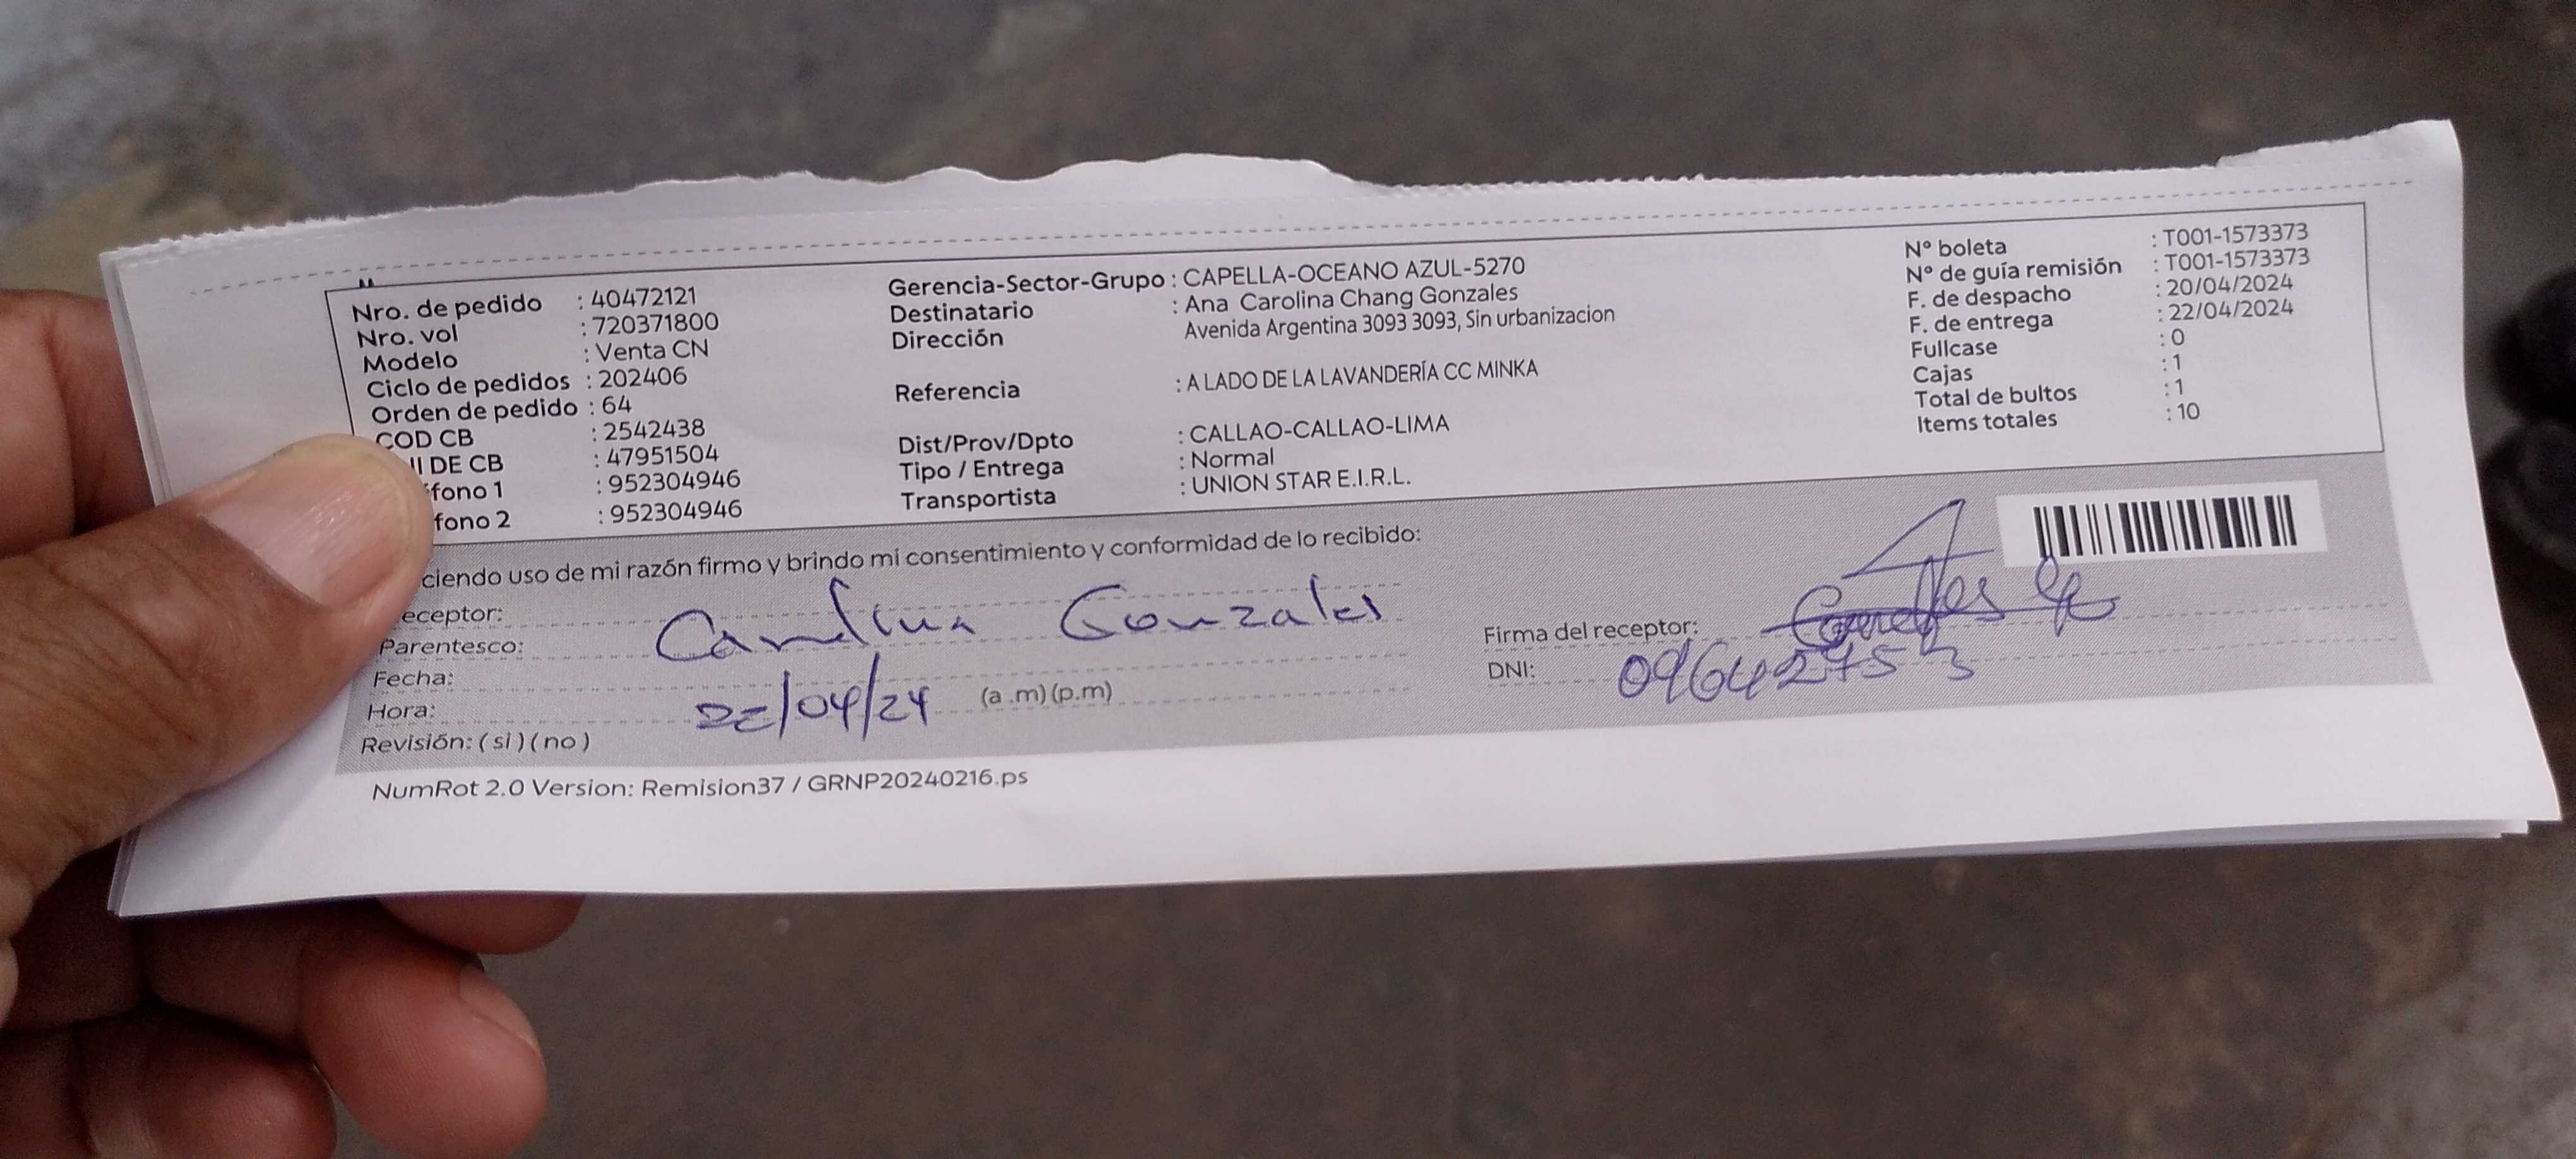 Nro. de pedido : 40472121
Nro. vol : 720371800
Modelo : Venta CN
Ciclo de pedidos : 202406
Orden de pedido : 64
COD CB : 2542438
I DE CB : 47951504
fono 1 : 952304946
fono 2 : 952304946
Gerencia-Sector-Grupo : CAPELLA-OCEANO AZUL-5270
Destinatario : Ana Carolina Chang Gonzales
Dirección Avenida Argentina 3093 3093, Sin urbanizacion
Referencia : A LADO DE LA LAVANDERÍA CC MINKA
Dist/Prov/Dpto : CALLAO-CALLAO-LIMA
Tipo / Entrega : Normal
Transportista : UNION STAR E.I.R.L.
N° boleta : T001-1573373
N° de guía remisión : T001-1573373
F. de despacho : 20/04/2024
F. de entrega : 22/04/2024
Fullcase : 0
Cajas : 1
Total de bultos : 1
Items totales : 10
ciendo uso de mi razón firmo y brindo mi consentimiento y conformidad de lo recibido:
eceptor:
Parentesco: Carolina Gonzales
Fecha:
Hora: 22/04/24 (a .m) (p.m)
Revisión: ( si ) ( no )
Firma del receptor:
DNI: 09642753
NumRot 2.0 Version: Remision37 / GRNP20240216.ps